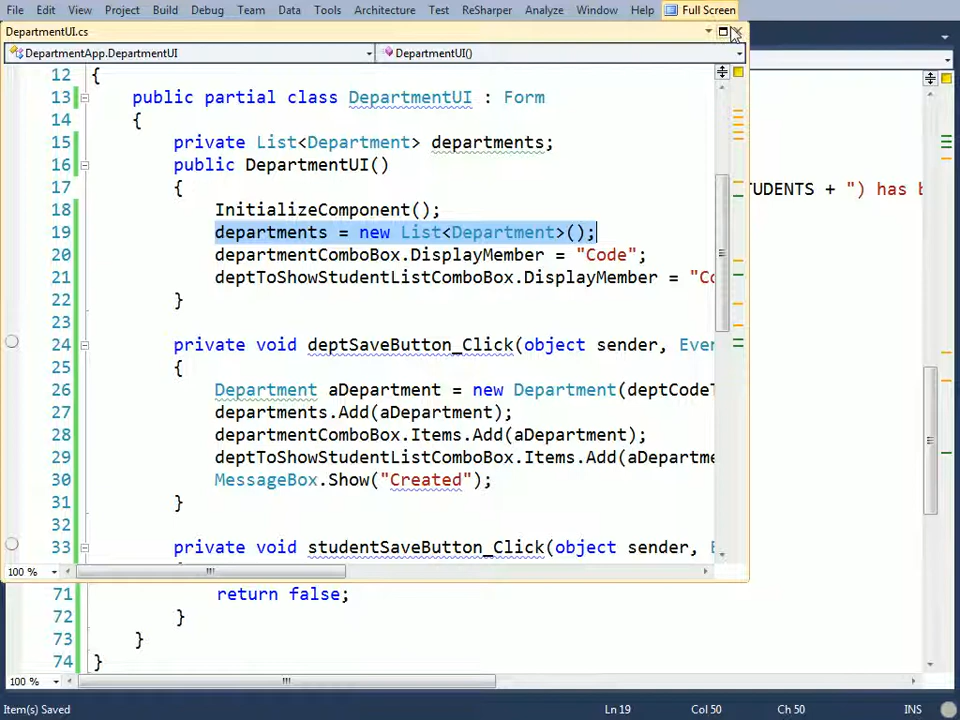 File Edit View Project Build Debug Team Data Tools Architecture Test ReSharper Analyze Window Help Full Screen
DepartmentUI.cs
DepartmentApp.DepartmentUI DepartmentUI()
12 {
13 public partial class DepartmentUI : Form
14 {
15 private List<Department> departments;
16 public DepartmentUI()
17 {
18 InitializeComponent();
19 departments = new List<Department>();
20 departmentComboBox.DisplayMember = "Code";
21 deptToShowStudentListComboBox.DisplayMember = "Co
22 }
23
24 private void deptSaveButton_Click(object sender, Even
25 {
26 Department aDepartment = new Department(deptCodeT
27 departments.Add(aDepartment);
28 departmentComboBox.Items.Add(aDepartment);
29 deptToShowStudentListComboBox.Items.Add(aDepartme
30 MessageBox.Show("Created");
31 }
32
33 private void studentSaveButton_Click(object sender, E
100 %
TUDENTS + ") has b
71 return false;
72 }
73 }
74 }
100 %
Item(s) Saved Ln 19 Col 50 Ch 50 INS